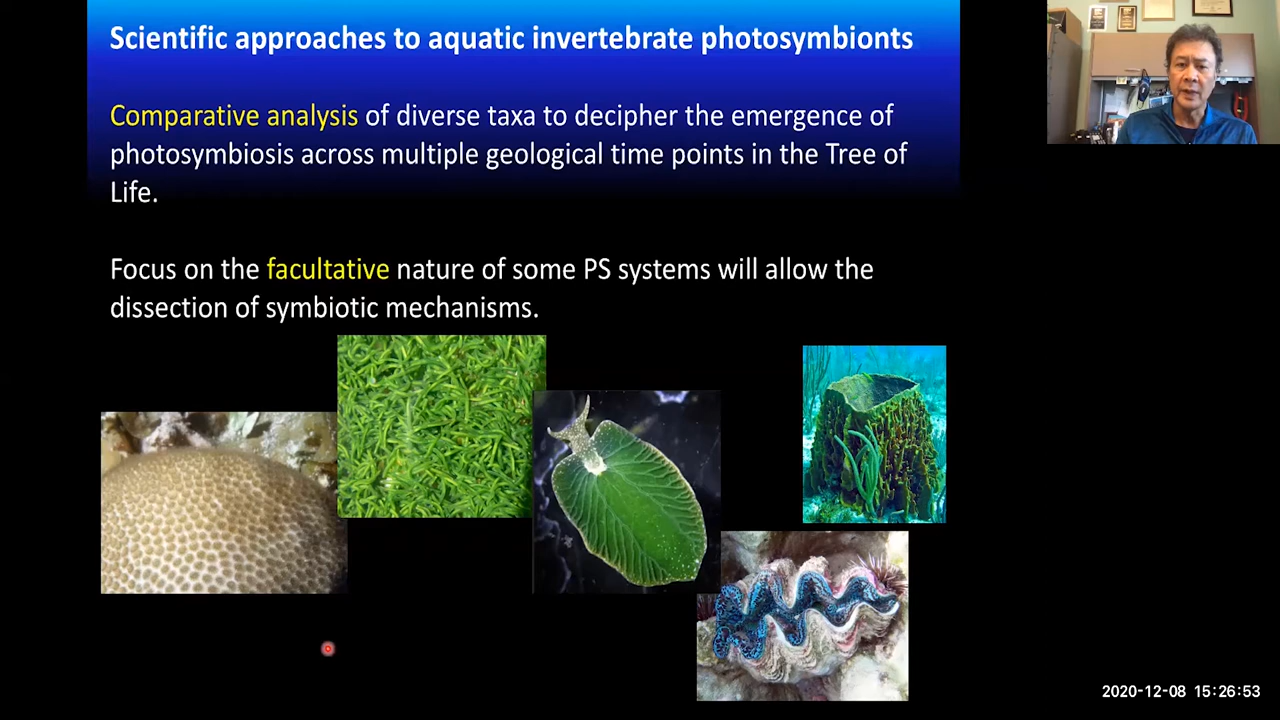 Scientific approaches to aquatic invertebrate photosymbionts
Comparative analysis of diverse taxa to decipher the emergence of
photosymbiosis across multiple geological time points in the Tree of
Life.
Focus on the facultative nature of some PS systems will allow the
dissection of symbiotic mechanisms.
2020-12-08 15:26:53